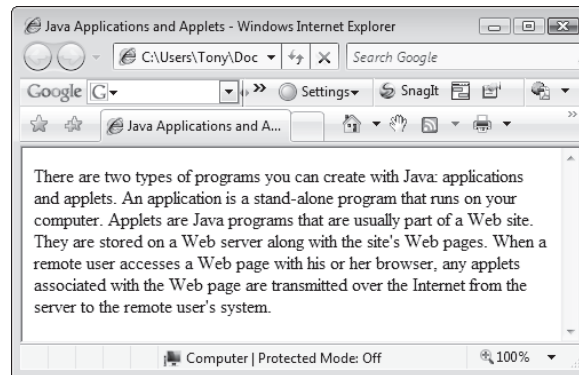 Java Applications and Applets - Windows Internet Explorer
C:\Users\Tony\Doc Search Google
Google G Settings SnagIt
Java Applications and A...
There are two types of programs you can create with Java: applications
and applets. An application is a stand-alone program that runs on your
computer. Applets are Java programs that are usually part of a Web site.
They are stored on a Web server along with the site's Web pages. When a
remote user accesses a Web page with his or her browser, any applets
associated with the Web page are transmitted over the Internet from the
server to the remote user's system.
Computer | Protected Mode: Off 100%